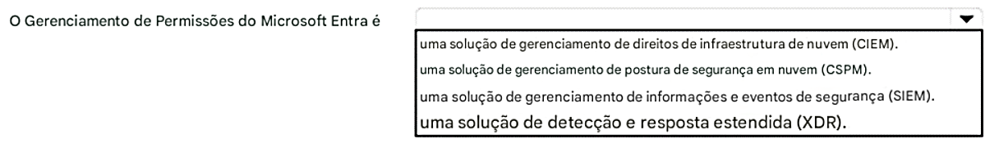 O Gerenciamento de Permissões do Microsoft Entra é
uma solução de gerenciamento de direitos de infraestrutura de nuvem (CIEM).
uma solução de gerenciamento de postura de segurança em nuvem (CSPM).
uma solução de gerenciamento de informações e eventos de segurança (SIEM).
uma solução de detecção e resposta estendida (XDR).